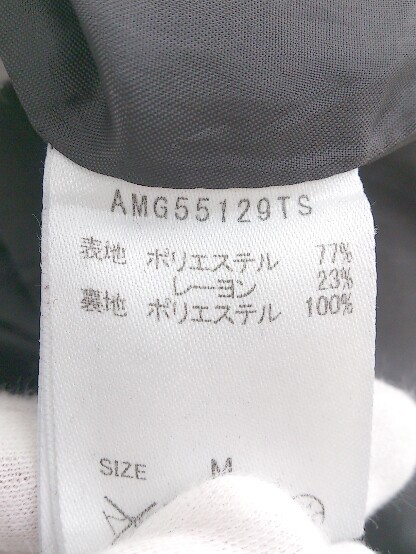 AMG55129TS
表地 ポリエステル 77%
レーヨン 23%
裏地 ポリエステル 100%
SIZE M